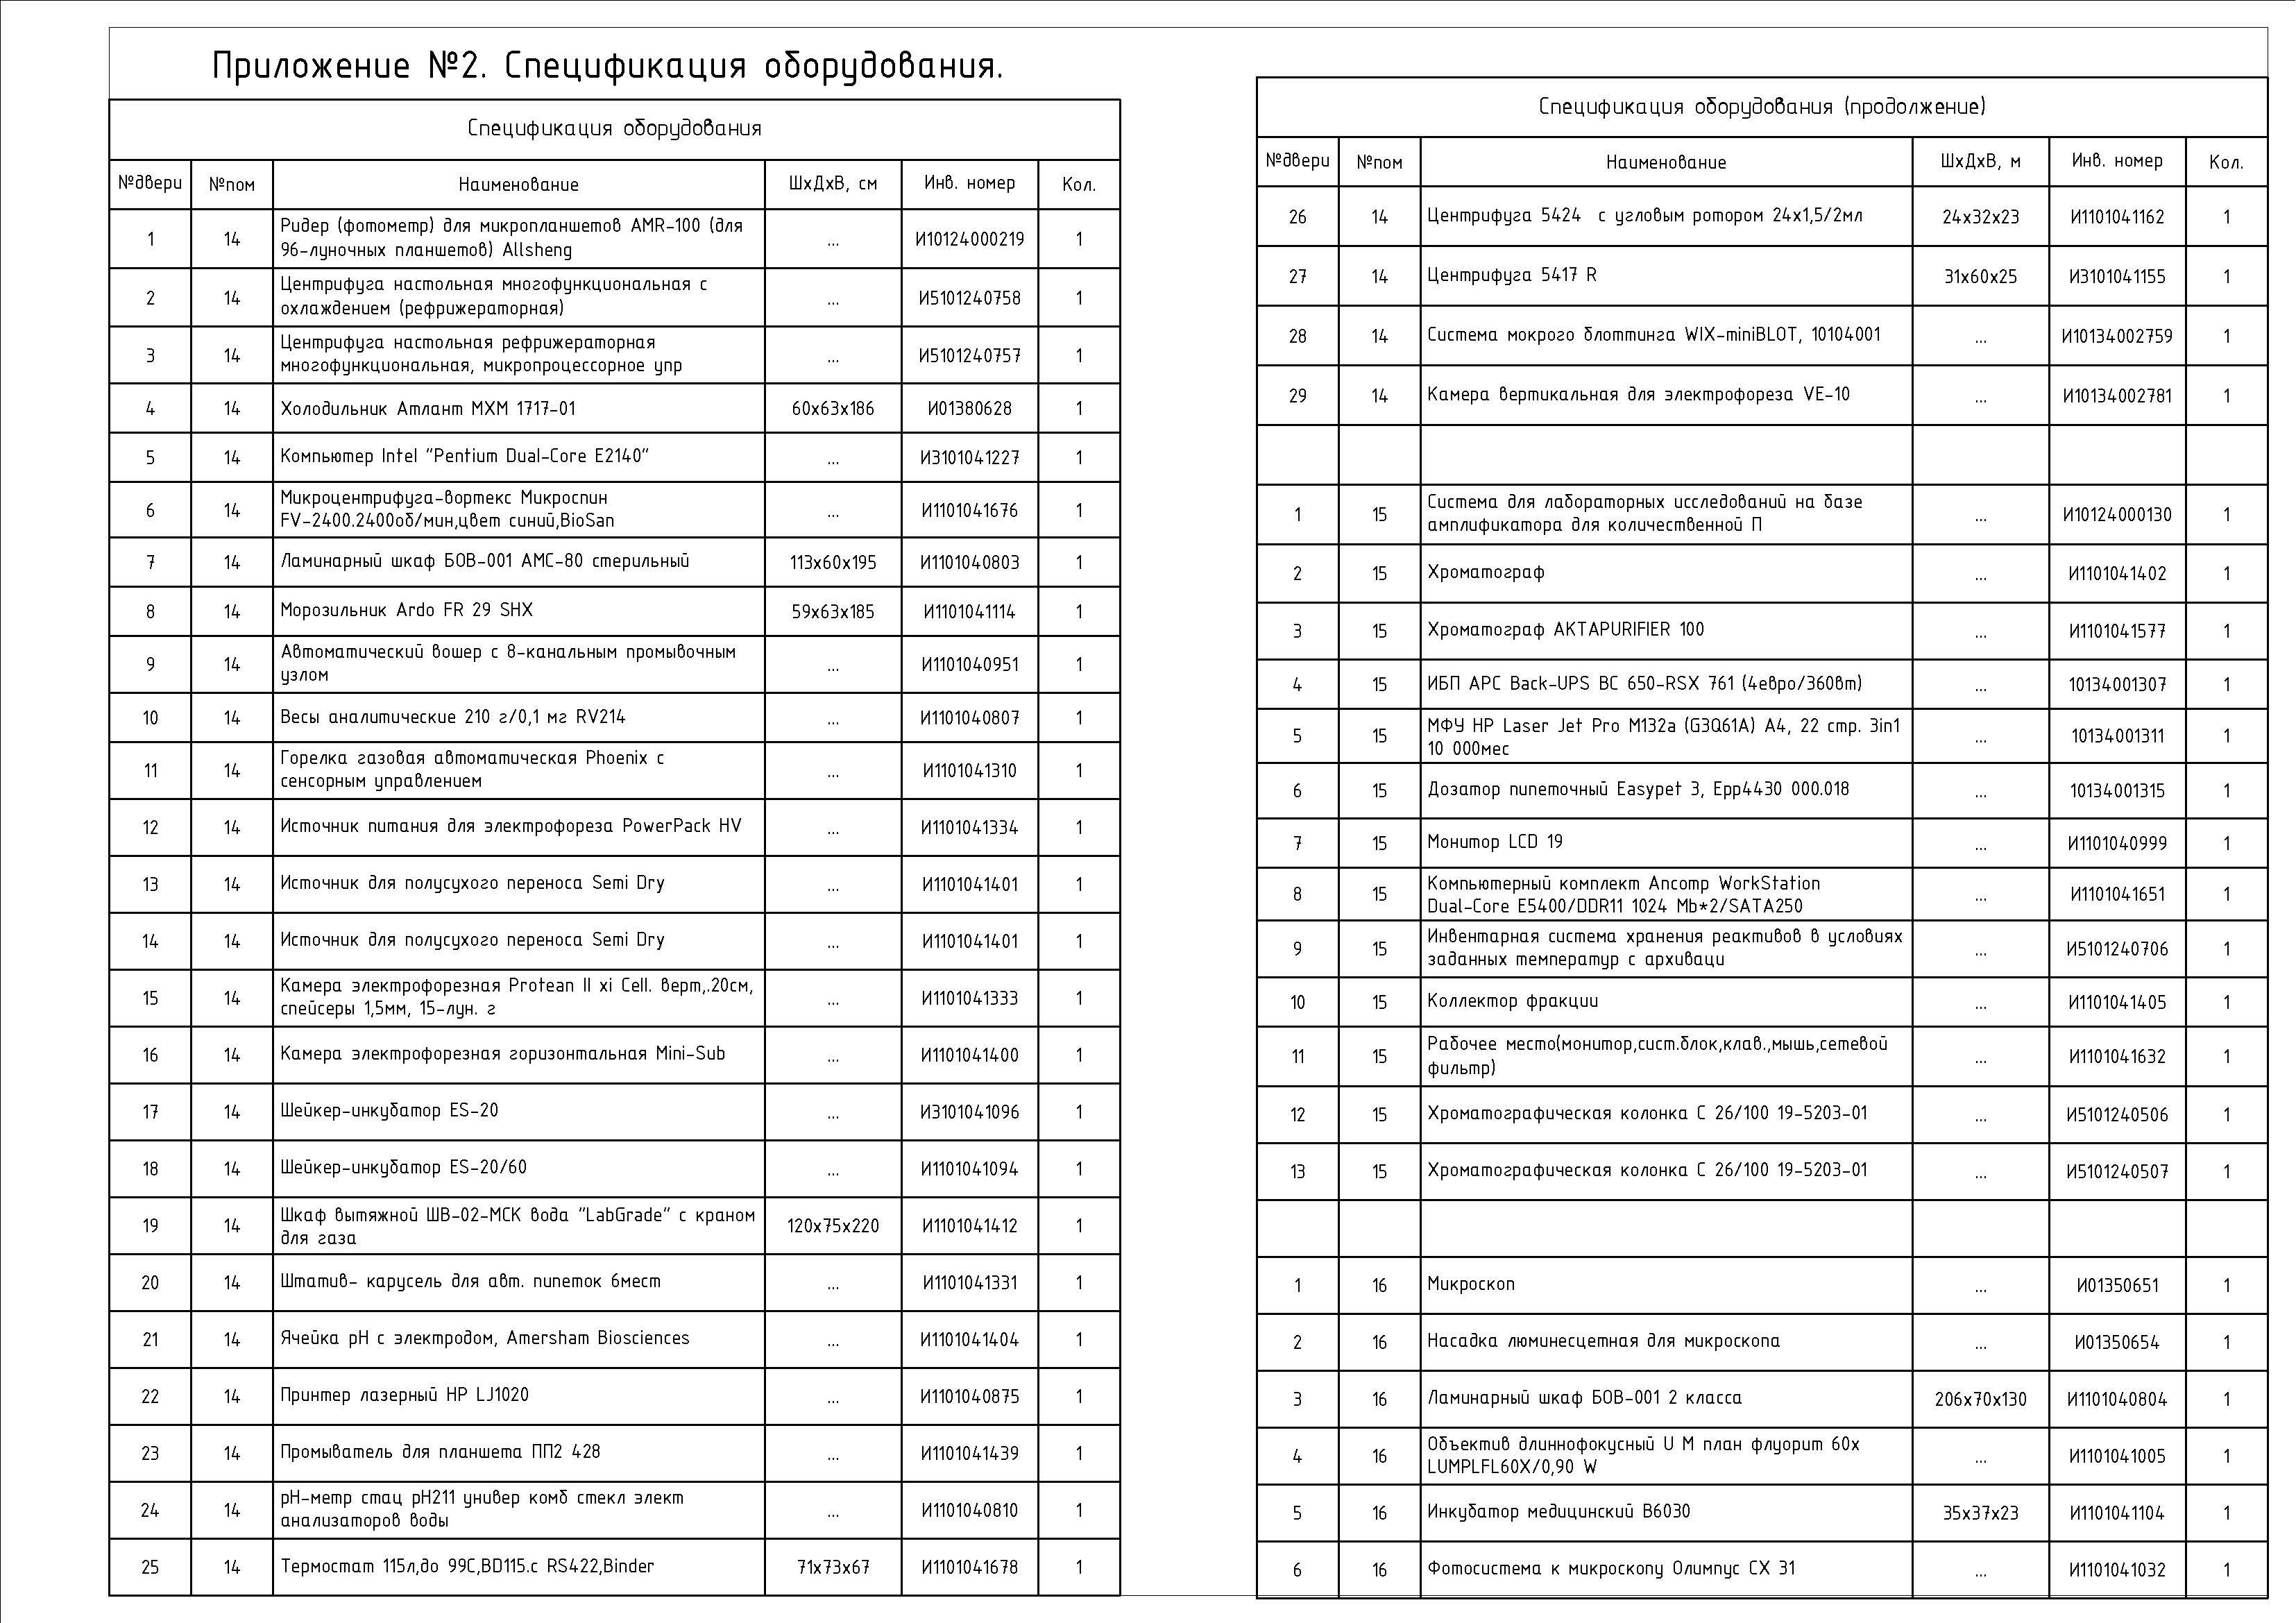 Приложение №2. Спецификация оборудования.
Спецификация оборудования
№двери №пом Наименование ШхДхВ, см Инв. номер Кол.
1 14 Ридер (фотометр) для микропланшетов AMR-100 (для
96-луночных планшетов) Allsheng ... И10124000219 1
2 14 Центрифуга настольная многофункциональная с
охлаждением (рефрижераторная) ... И5101240758 1
3 14 Центрифуга настольная рефрижераторная
многофункциональная, микропроцессорное упр ... И5101240757 1
4 14 Холодильник Атлант МХМ 1717-01 60х63х186 И01380628 1
5 14 Компьютер Intel "Pentium Dual-Core E2140" ... И3101041227 1
6 14 Микроцентрифуга-вортекс Микроспин
FV-2400.2400об/мин,цвет синий,BioSan ... И1101041676 1
7 14 Ламинарный шкаф БОВ-001 АМС-80 стерильный 113х60х195 И1101040803 1
8 14 Морозильник Ardo FR 29 SHX 59х63х185 И1101041114 1
9 14 Автоматический вошер с 8-канальным промывочным
узлом ... И1101040951 1
10 14 Весы аналитические 210 г/0,1 мг RV214 ... И1101040807 1
11 14 Горелка газовая автоматическая Phoenix с
сенсорным управлением ... И1101041310 1
12 14 Источник питания для электрофореза PowerPack HV ... И1101041334 1
13 14 Источник для полусухого переноса Semi Dry ... И1101041401 1
14 14 Источник для полусухого переноса Semi Dry ... И1101041401 1
15 14 Камера электрофорезная Protean II xi Cell. верт,.20см,
спейсеры 1,5мм, 15-лун. г ... И1101041333 1
16 14 Камера электрофорезная горизонтальная Mini-Sub ... И1101041400 1
17 14 Шейкер-инкубатор ES-20 ... И3101041096 1
18 14 Шейкер-инкубатор ES-20/60 ... И1101041094 1
19 14 Шкаф вытяжной ШВ-02-МСК вода "LabGrade" с краном
для газа 120х75х220 И1101041412 1
20 14 Штатив- карусель для авт. пипеток 6мест ... И1101041331 1
21 14 Ячейка рН с электродом, Amersham Biosciences ... И1101041404 1
22 14 Принтер лазерный HP LJ1020 ... И1101040875 1
23 14 Промыватель для планшета ПП2 428 ... И1101041439 1
24 14 рН-метр стац рН211 универ комб стекл элект
анализаторов воды ... И1101040810 1
25 14 Термостат 115л,до 99С,BD115.с RS422,Binder 71х73х67 И1101041678 1
Спецификация оборудования (продолжение)
№двери №пом Наименование ШхДхВ, м Инв. номер Кол.
26 14 Центрифуга 5424 с угловым ротором 24х1,5/2мл 24х32х23 И1101041162 1
27 14 Центрифуга 5417 R 31х60х25 И3101041155 1
28 14 Система мокрого блоттинга WIX-miniBLOT, 10104001 ... И10134002759 1
29 14 Камера вертикальная для электрофореза VE-10 ... И10134002781 1
1 15 Система для лабораторных исследований на базе
амплификатора для количественной П ... И10124000130 1
2 15 Хроматограф ... И1101041402 1
3 15 Хроматограф AKTAPURIFIER 100 ... И1101041577 1
4 15 ИБП APC Back-UPS BC 650-RSX 761 (4евро/360вт) ... 10134001307 1
5 15 МФУ HP Laser Jet Pro M132a (G3Q61A) A4, 22 стр. 3in1
10 000мес ... 10134001311 1
6 15 Дозатор пипеточный Easypet 3, Epp4430 000.018 ... 10134001315 1
7 15 Монитор LCD 19 ... И1101040999 1
8 15 Компьютерный комплект Ancomp WorkStation
Dual-Core E5400/DDR11 1024 Mb*2/SATA250 ... И1101041651 1
9 15 Инвентарная система хранения реактивов в условиях
заданных температур с архиваци ... И5101240706 1
10 15 Коллектор фракции ... И1101041405 1
11 15 Рабочее место(монитор,сист.блок,клав.,мышь,сетевой
фильтр) ... И1101041632 1
12 15 Хроматографическая колонка С 26/100 19-5203-01 ... И5101240506 1
13 15 Хроматографическая колонка С 26/100 19-5203-01 ... И5101240507 1
1 16 Микроскоп ... И01350651 1
2 16 Насадка люминесцетная для микроскопа ... И01350654 1
3 16 Ламинарный шкаф БОВ-001 2 класса 206х70х130 И1101040804 1
4 16 Объектив длиннофокусный U M план флуорит 60х
LUMPLFL60X/0,90 W ... И1101041005 1
5 16 Инкубатор медицинский В6030 35х37х23 И1101041104 1
6 16 Фотосистема к микроскопу Олимпус СХ 31 ... И1101041032 1